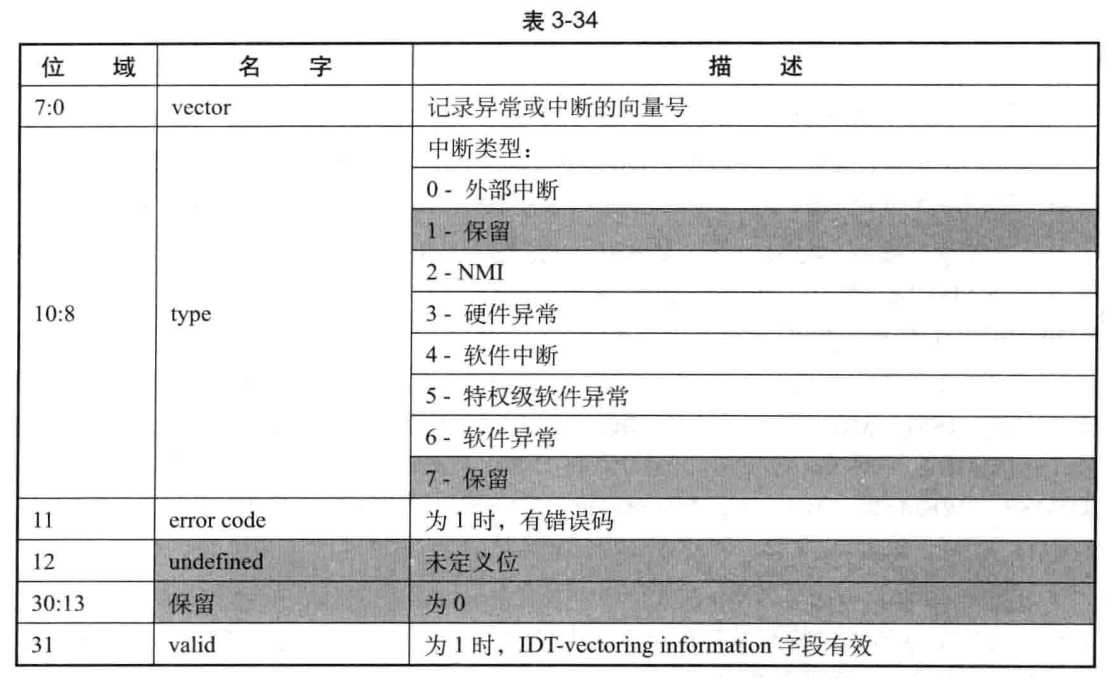 表 3-34
位 域 名 字 描 述
7:0 vector 记录异常或中断的向量号
中断类型：
0 - 外部中断
1 - 保留
2 - NMI
10:8 type 3 - 硬件异常
4 - 软件中断
5 - 特权级软件异常
6 - 软件异常
7 - 保留
11 error code 为 1 时，有错误码
12 undefined 未定义位
30:13 保留 为 0
31 valid 为 1 时，IDT-vectoring information 字段有效